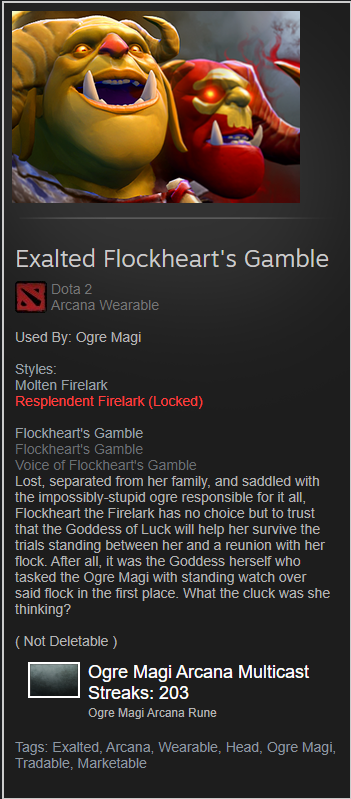 Exalted Flockheart's Gamble
Dota 2
Arcana Wearable
Used By: Ogre Magi
Styles:
Molten Firelark
Resplendent Firelark (Locked)
Flockheart's Gamble
Flockheart's Gamble
Voice of Flockheart's Gamble
Lost, separated from her family, and saddled with
the impossibly-stupid ogre responsible for it all,
Flockheart the Firelark has no choice but to trust
that the Goddess of Luck will help her survive the
trials standing between her and a reunion with her
flock. After all, it was the Goddess herself who
tasked the Ogre Magi with standing watch over
said flock in the first place. What the cluck was she
thinking?
( Not Deletable )
Ogre Magi Arcana Multicast
Streaks: 203
Ogre Magi Arcana Rune
Tags: Exalted, Arcana, Wearable, Head, Ogre Magi,
Tradable, Marketable